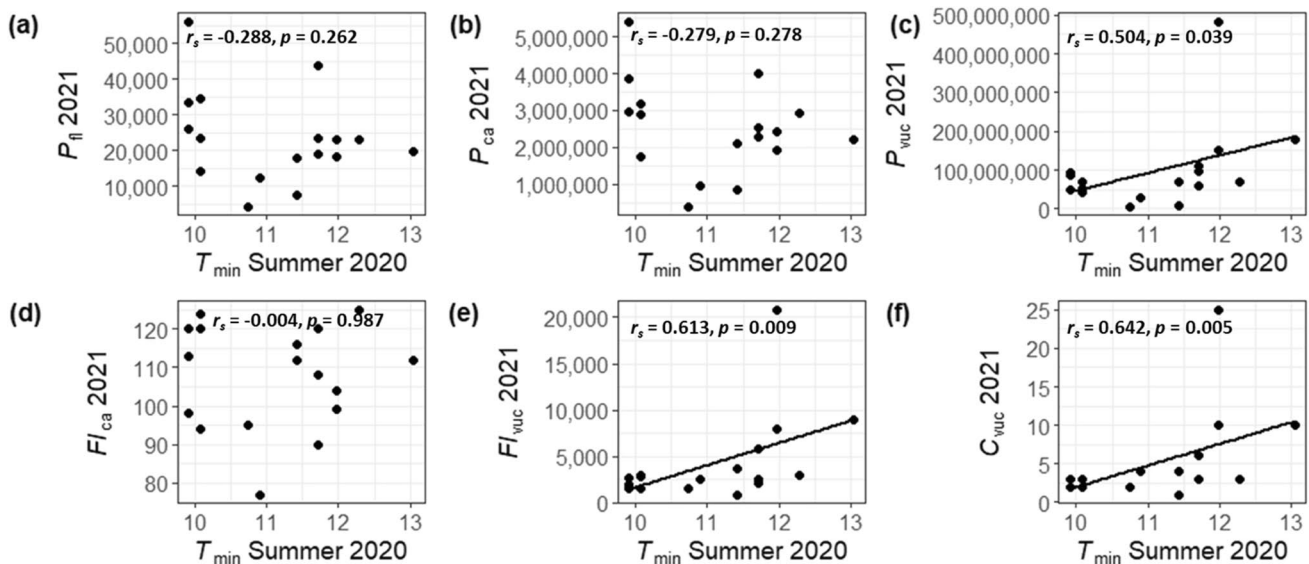 (a)
P_fl 2021
50,000
40,000
30,000
20,000
10,000
r_s = -0.288, p = 0.262
10 11 12 13
T_min Summer 2020
(b)
P_ca 2021
5,000,000
4,000,000
3,000,000
2,000,000
1,000,000
r_s = -0.279, p = 0.278
10 11 12 13
T_min Summer 2020
(c)
P_vuc 2021
500,000,000
400,000,000
300,000,000
200,000,000
100,000,000
0
r_s = 0.504, p = 0.039
10 11 12 13
T_min Summer 2020
(d)
Fl_ca 2021
120
110
100
90
80
r_s = -0.004, p = 0.987
10 11 12 13
T_min Summer 2020
(e)
Fl_vuc 2021
20,000
15,000
10,000
5,000
0
r_s = 0.613, p = 0.009
10 11 12 13
T_min Summer 2020
(f)
C_vuc 2021
25
20
15
10
5
0
r_s = 0.642, p = 0.005
10 11 12 13
T_min Summer 2020